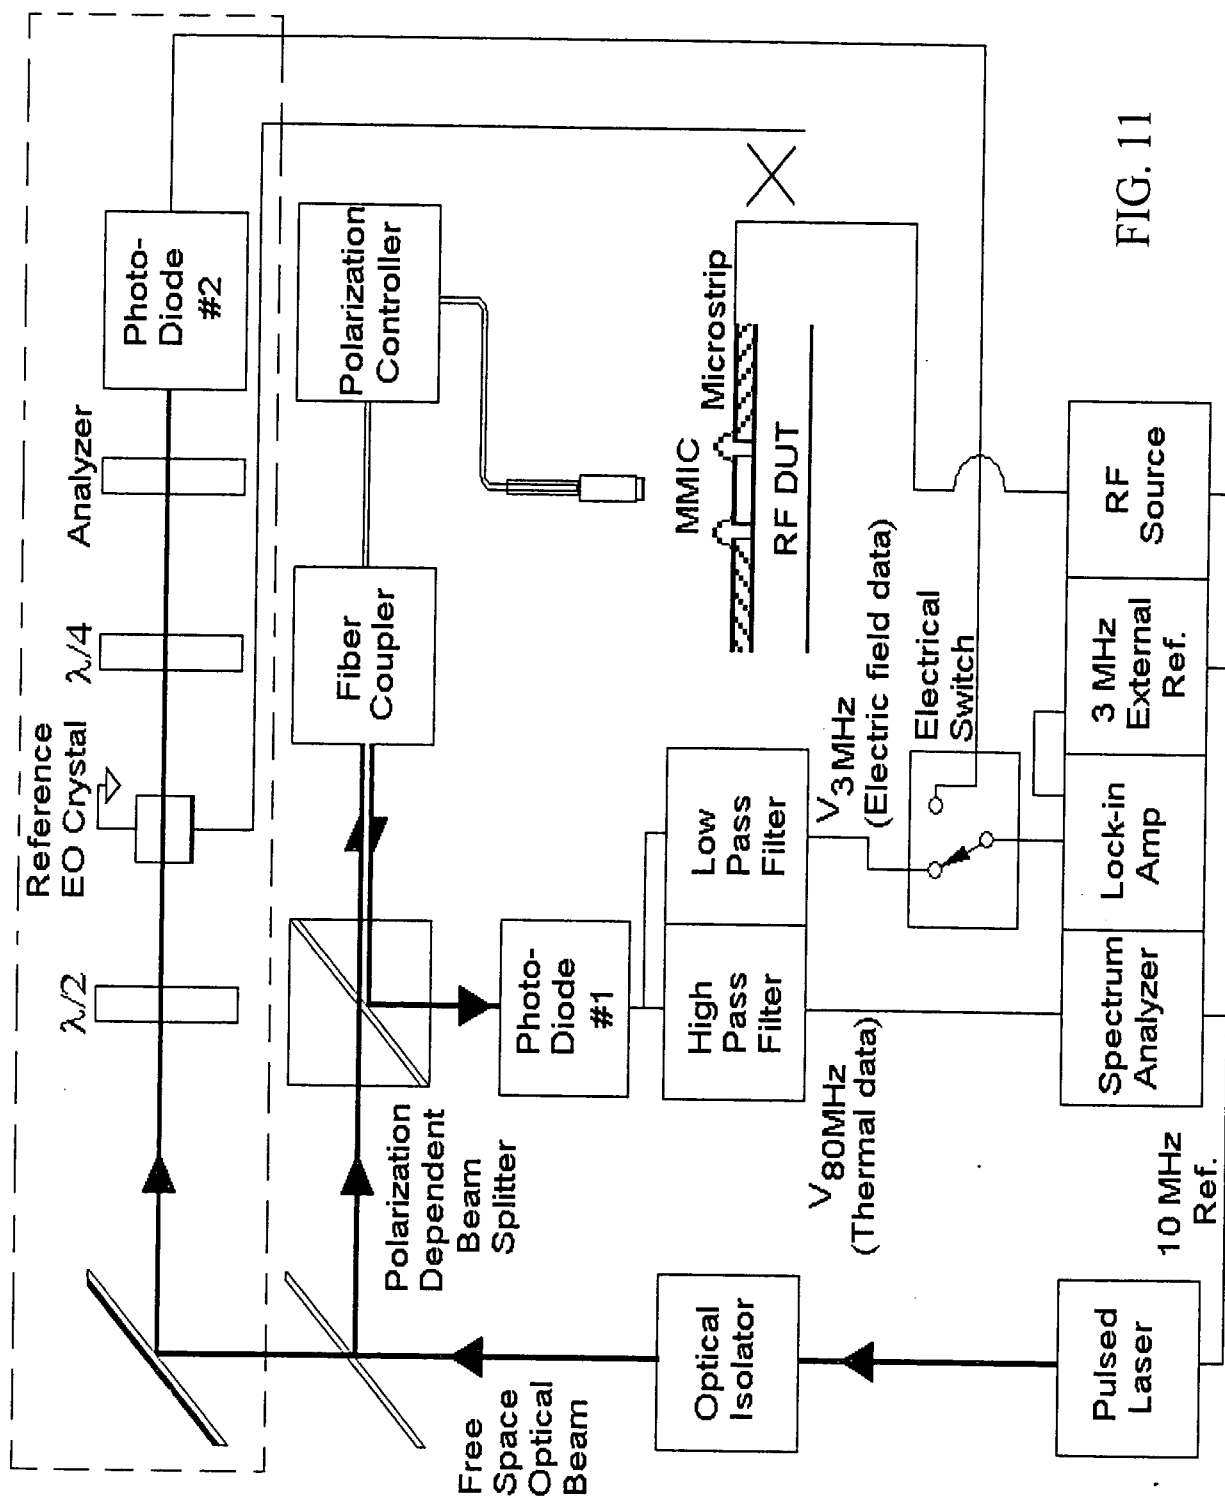 Reference
EO Crystal
λ/2
λ/4
Analyzer
Photo-
Diode
#2
Polarization
Dependent
Beam
Splitter
Fiber
Coupler
Polarization
Controller
Photo-
Diode
#1
Free
Space
Optical
Beam
Optical
Isolator
High
Pass
Filter
Low
Pass
Filter
MMIC
Microstrip
RF DUT
V80MHz
(Thermal data)
V3MHz
(Electric field data)
Electrical
Switch
Pulsed
Laser
10 MHz
Ref.
Spectrum
Analyzer
Lock-in
Amp
3 MHz
External
Ref.
RF
Source
FIG. 11